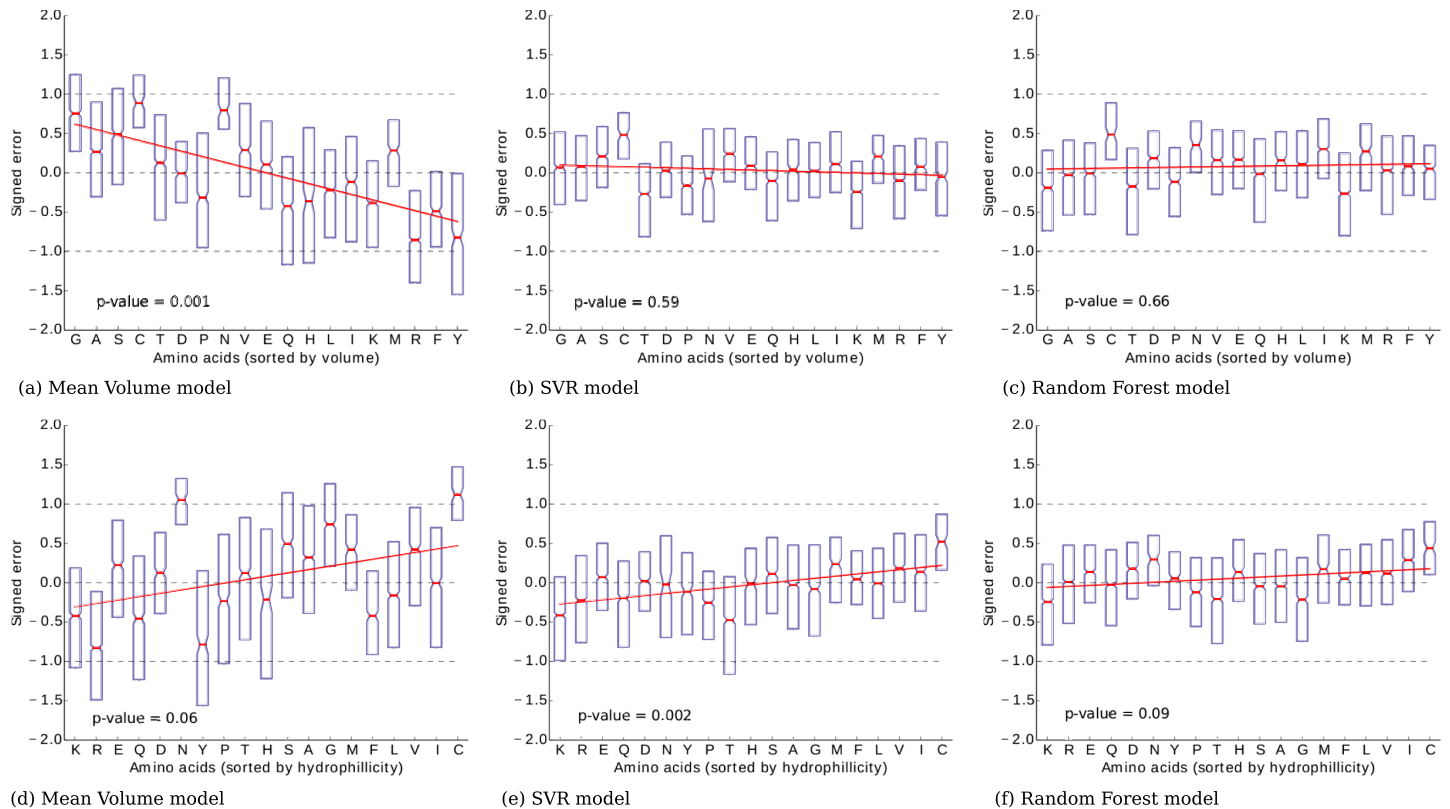 2.0 1.5 1.0 0.5 0.0 −0.5 −1.0 −1.5 −2.0
Signed error
p-value = 0.001
G A S C T D P N V E Q H L I K M R F Y
Amino acids (sorted by volume)
(a) Mean Volume model
2.0 1.5 1.0 0.5 0.0 −0.5 −1.0 −1.5 −2.0
Signed error
p-value = 0.59
G A S C T D P N V E Q H L I K M R F Y
Amino acids (sorted by volume)
(b) SVR model
2.0 1.5 1.0 0.5 0.0 −0.5 −1.0 −1.5 −2.0
Signed error
p-value = 0.66
G A S C T D P N V E Q H L I K M R F Y
Amino acids (sorted by volume)
(c) Random Forest model
2.0 1.5 1.0 0.5 0.0 −0.5 −1.0 −1.5 −2.0
Signed error
p-value = 0.06
K R E Q D N Y P T H S A G M F L V I C
Amino acids (sorted by hydrophillicity)
(d) Mean Volume model
2.0 1.5 1.0 0.5 0.0 −0.5 −1.0 −1.5 −2.0
Signed error
p-value = 0.002
K R E Q D N Y P T H S A G M F L V I C
Amino acids (sorted by hydrophillicity)
(e) SVR model
2.0 1.5 1.0 0.5 0.0 −0.5 −1.0 −1.5 −2.0
Signed error
p-value = 0.09
K R E Q D N Y P T H S A G M F L V I C
Amino acids (sorted by hydrophillicity)
(f) Random Forest model